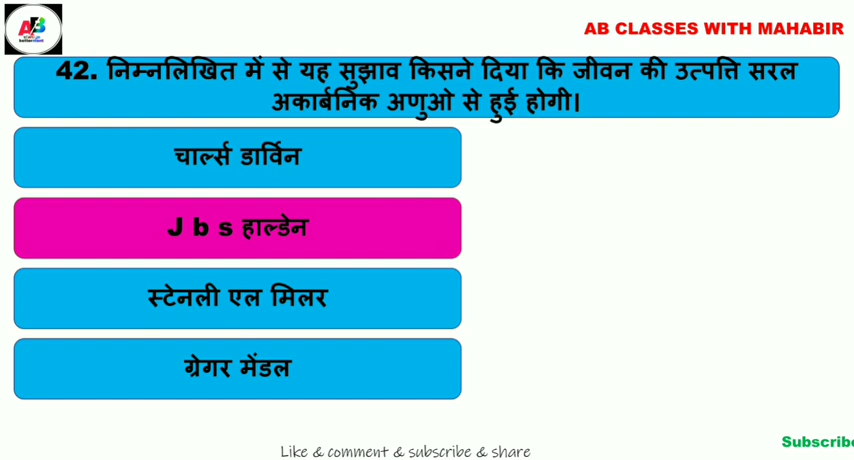 AB CLASSES WITH MAHABIR
42. निम्नलिखित में से यह सुझाव किसने दिया कि जीवन की उत्पत्ति सरल
अकार्बनिक अणुओ से हुई होगी।
चार्ल्स डार्विन
J b s हाल्डेन
स्टेनली एल मिलर
ग्रेगर मेंडल
Subscribe
Like & comment & subscribe & share